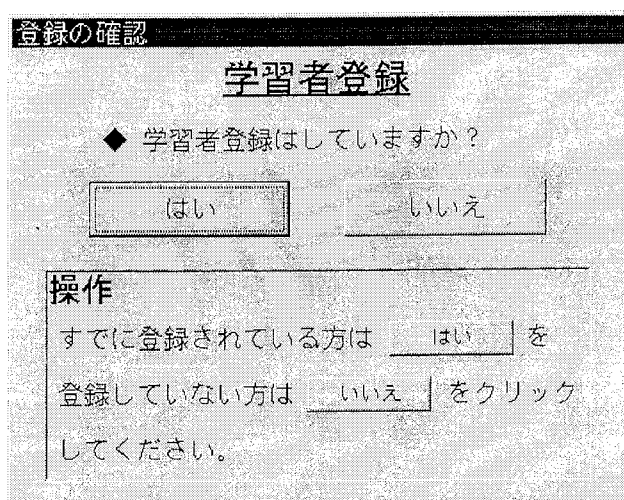 登録の確認
学習者登録
◆ 学習者登録はしていますか？
はい いいえ
操作
すでに登録されている方は はい を
登録していない方は いいえ をクリック
してください。